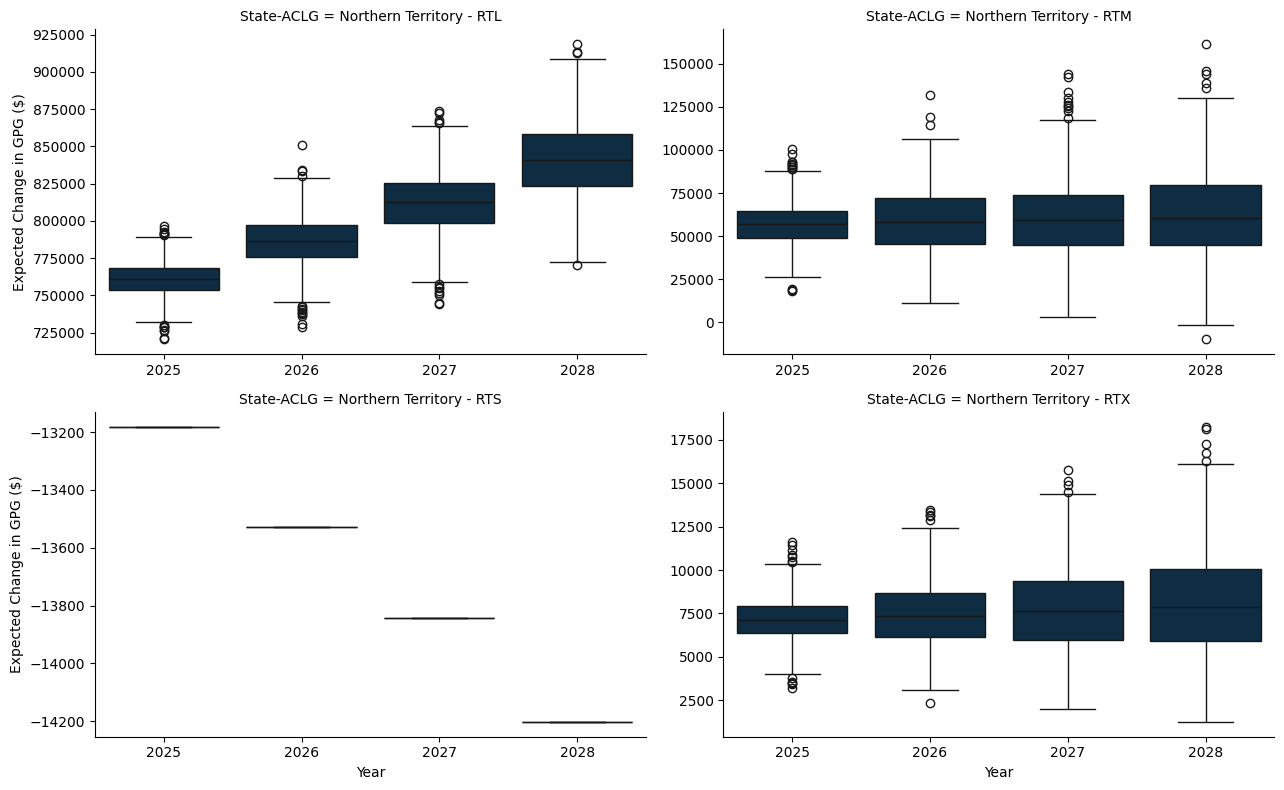 State-ACLG = Northern Territory - RTL
Expected Change in GPG ($)
925000
900000
875000
850000
825000
800000
775000
750000
725000
2025 2026 2027 2028
State-ACLG = Northern Territory - RTM
150000
125000
100000
75000
50000
25000
0
2025 2026 2027 2028
State-ACLG = Northern Territory - RTS
Expected Change in GPG ($)
−13200
−13400
−13600
−13800
−14000
−14200
2025 2026 2027 2028
Year
State-ACLG = Northern Territory - RTX
17500
15000
12500
10000
7500
5000
2500
2025 2026 2027 2028
Year